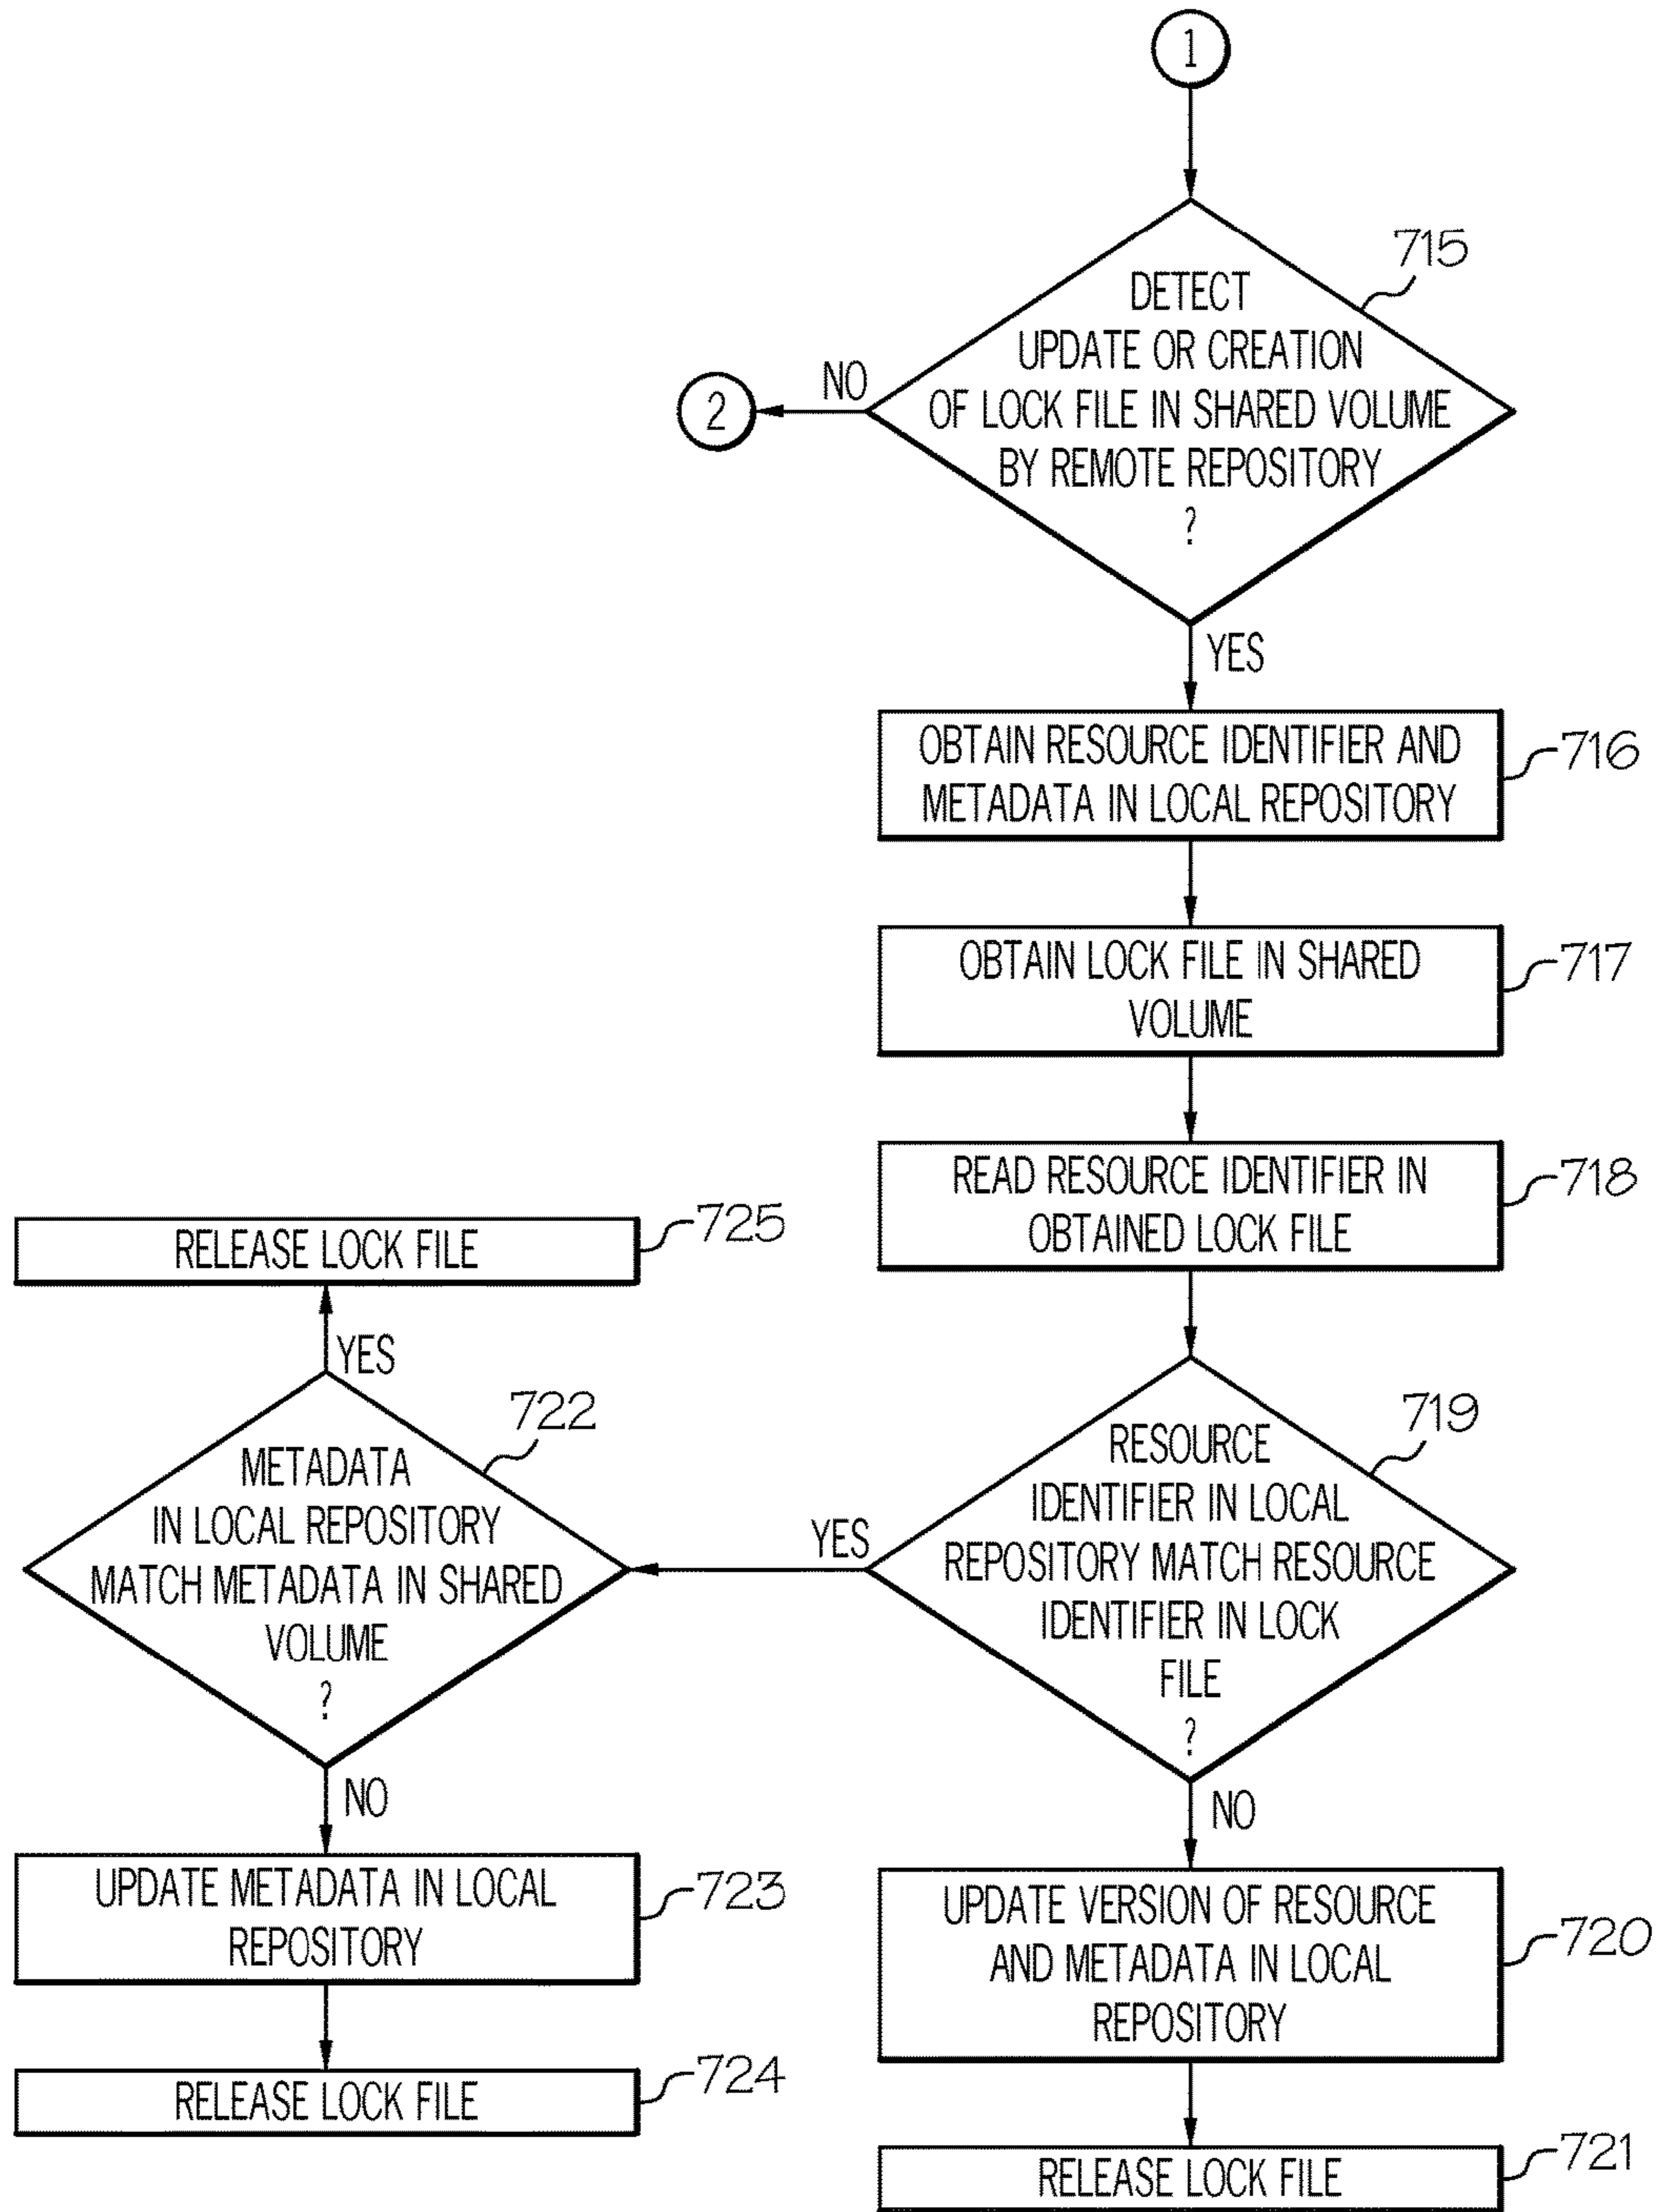 1
715
DETECT
UPDATE OR CREATION
OF LOCK FILE IN SHARED VOLUME
BY REMOTE REPOSITORY
?
NO
2
YES
OBTAIN RESOURCE IDENTIFIER AND
METADATA IN LOCAL REPOSITORY
716
OBTAIN LOCK FILE IN SHARED
VOLUME
717
READ RESOURCE IDENTIFIER IN
OBTAINED LOCK FILE
718
719
RESOURCE
IDENTIFIER IN LOCAL
REPOSITORY MATCH RESOURCE
IDENTIFIER IN LOCK
FILE
?
YES
NO
UPDATE VERSION OF RESOURCE
AND METADATA IN LOCAL
REPOSITORY
720
RELEASE LOCK FILE
721
722
METADATA
IN LOCAL REPOSITORY
MATCH METADATA IN SHARED
VOLUME
?
YES
RELEASE LOCK FILE
725
NO
UPDATE METADATA IN LOCAL
REPOSITORY
723
RELEASE LOCK FILE
724